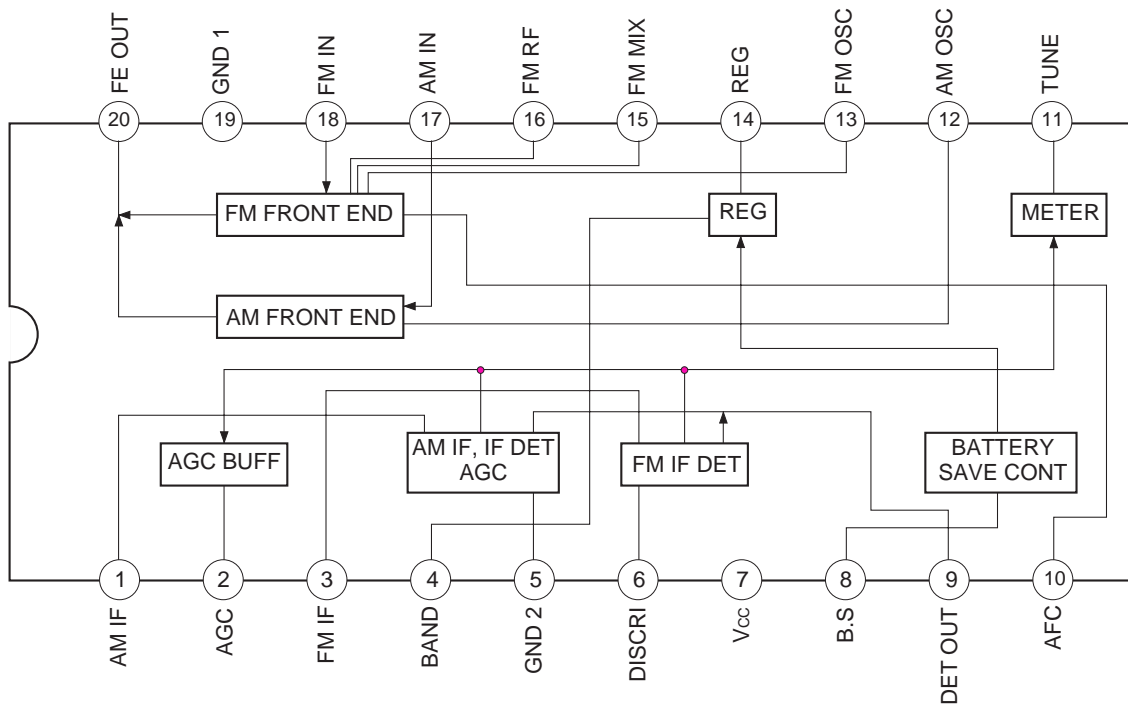 FE OUT
GND 1
FM IN
AM IN
FM RF
FM MIX
REG
FM OSC
AM OSC
TUNE
20
19
18
17
16
15
14
13
12
11
FM FRONT END
REG
METER
AM FRONT END
AGC BUFF
AM IF, IF DET
AGC
FM IF DET
BATTERY
SAVE CONT
1
2
3
4
5
6
7
8
9
10
AM IF
AGC
FM IF
BAND
GND 2
DISCRI
Vcc
B.S
DET OUT
AFC